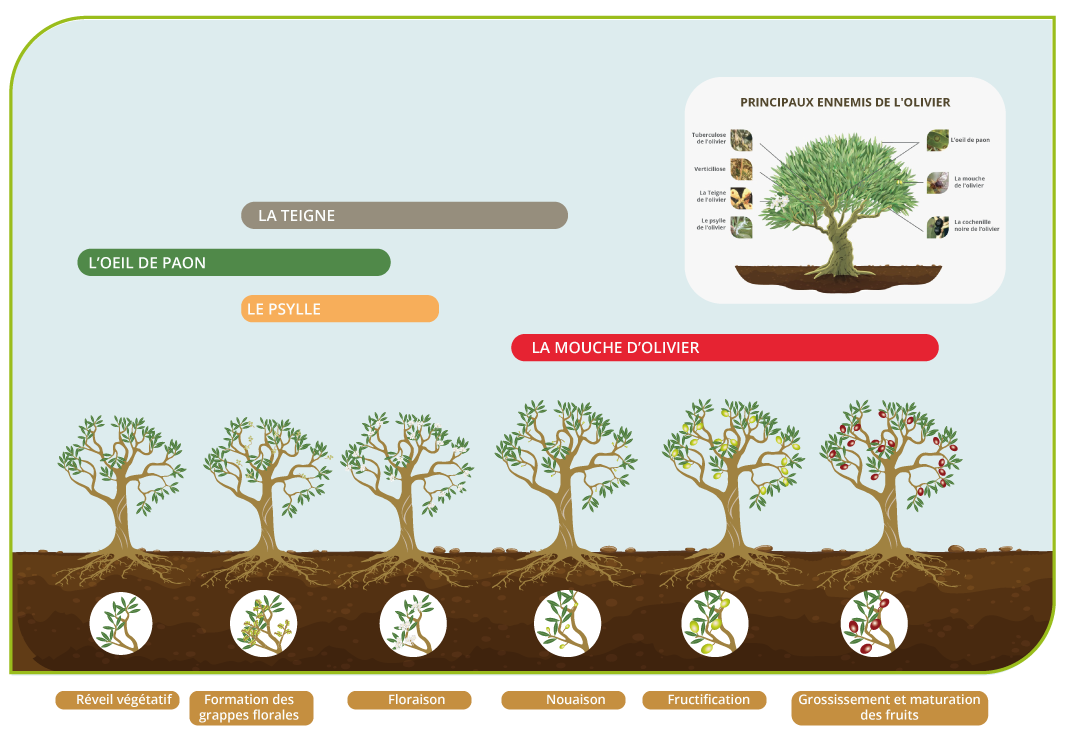 PRINCIPAUX ENNEMIS DE L'OLIVIER
Tuberculose
de l'olivier
Verticillose
La Teigne
de l'olivier
Le psylle
de l'olivier
L'oeil de paon
La mouche
de l'olivier
La cochenille
noire de l'olivier
LA TEIGNE
L'OEIL DE PAON
LE PSYLLE
LA MOUCHE D'OLIVIER
Réveil végétatif
Formation des
grappes florales
Floraison
Nouaison
Fructification
Grossissement et maturation
des fruits